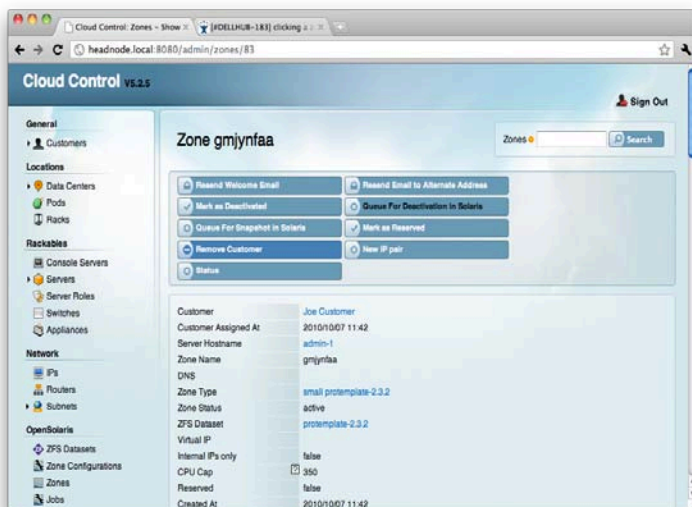 Cloud Control: Zones – Show
[#DELLHUB-183] clicking a
headnode.local:8080/admin/zones/83
Cloud Control V5.2.5
Sign Out
General
Customers
Locations
Data Centers
Pods
Racks
Rackables
Console Servers
Servers
Server Roles
Switches
Appliances
Network
IPs
Routers
Subnets
OpenSolaris
ZFS Datasets
Zone Configurations
Zones
Jobs
Zone gmjynfaa
Zones
Search
Resend Welcome Email
Resend Email to Alternate Address
Mark as Deactivated
Queue For Deactivation in Solaris
Queue For Snapshot in Solaris
Mark as Reserved
Remove Customer
New IP pair
Status
Customer Joe Customer
Customer Assigned At 2010/10/07 11:42
Server Hostname admin-1
Zone Name gmjynfaa
DNS
Zone Type small protemplate-2.3.2
Zone Status active
ZFS Dataset protemplate-2.3.2
Virtual IP
Internal IPs only false
CPU Cap ? 350
Reserved false
Created At 2010/10/07 11:42